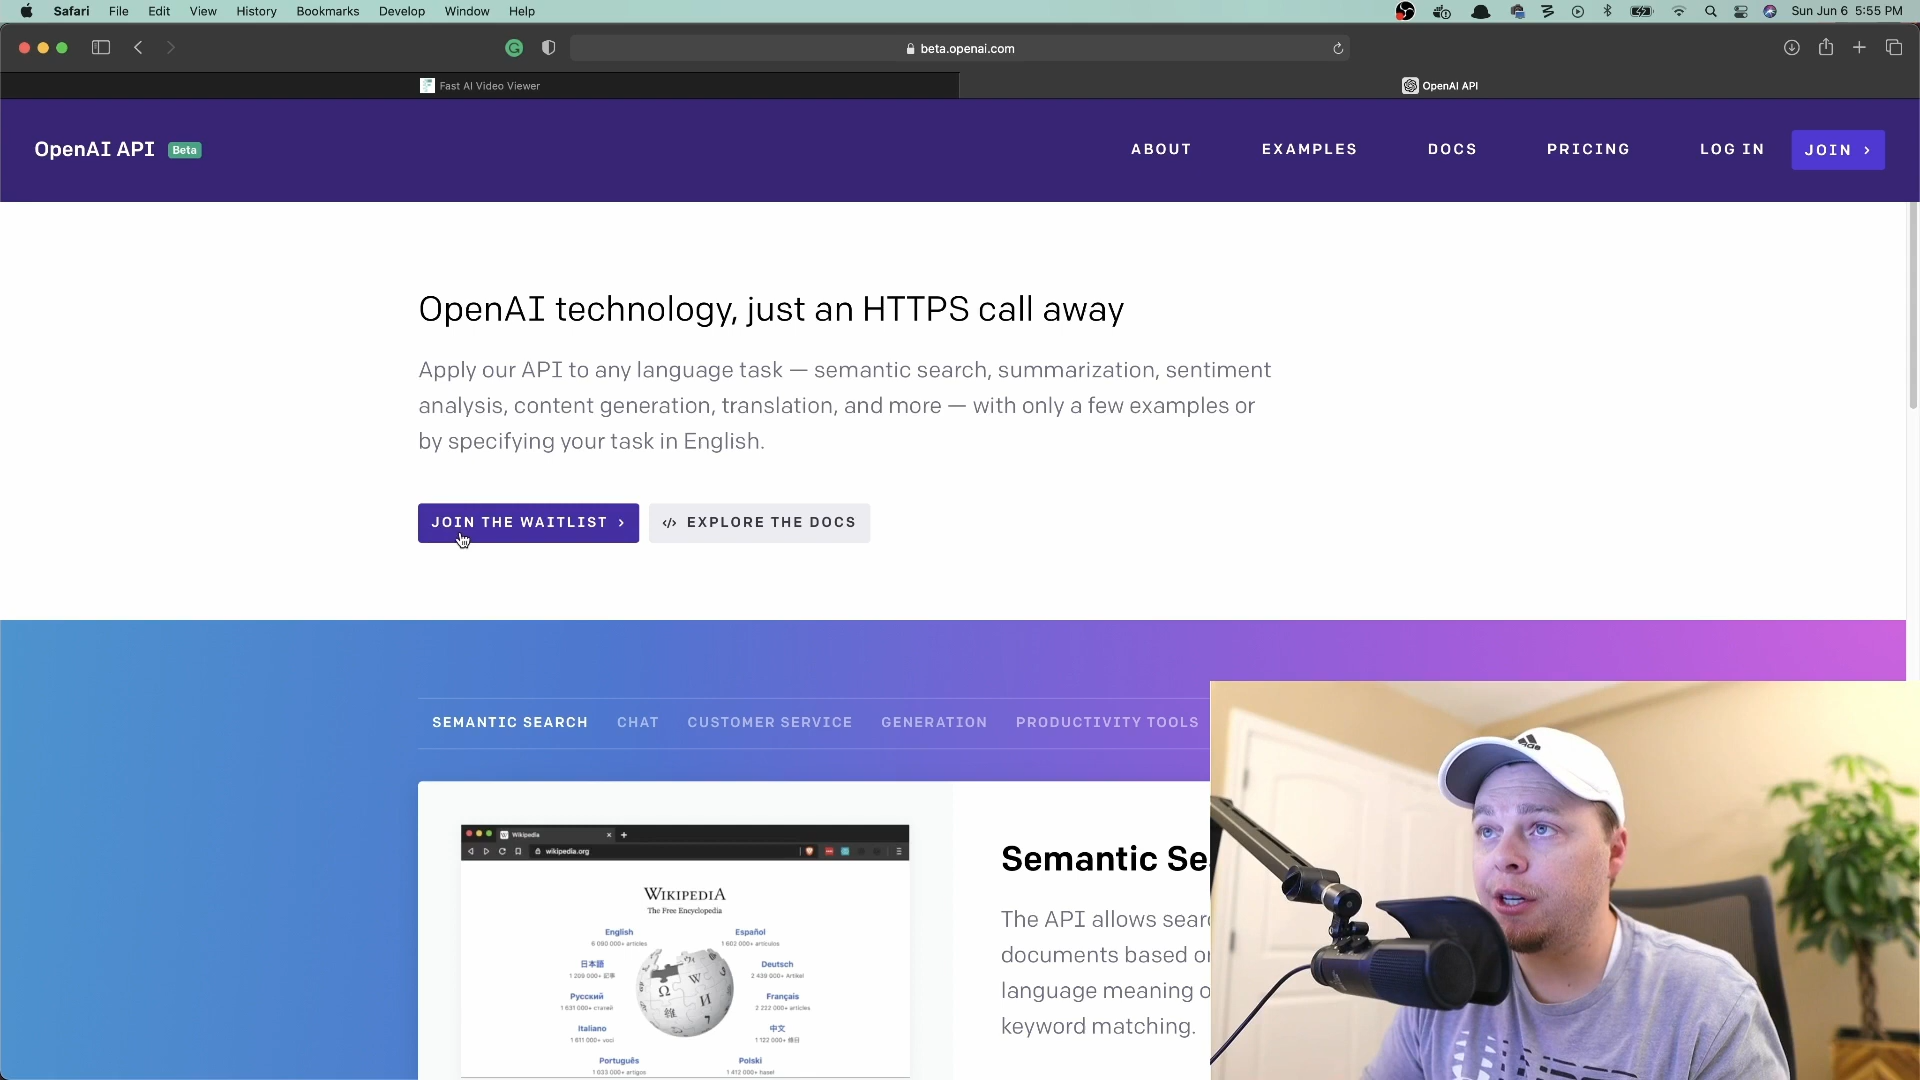 Safari File Edit View History Bookmarks Develop Window Help Sun Jun 6 5:55 PM
beta.openai.com
Fast AI Video Viewer OpenAI API
OpenAI API Beta ABOUT EXAMPLES DOCS PRICING LOG IN JOIN >
OpenAI technology, just an HTTPS call away
Apply our API to any language task — semantic search, summarization, sentiment
analysis, content generation, translation, and more — with only a few examples or
by specifying your task in English.
JOIN THE WAITLIST > </> EXPLORE THE DOCS
SEMANTIC SEARCH CHAT CUSTOMER SERVICE GENERATION PRODUCTIVITY TOOLS
Wikipedia
wikipedia.org
WIKIPEDIA
The Free Encyclopedia
English Español
6 080 000+ articles 1 602 000+ artículos
日本語 Deutsch
1 209 000+ 記事 2 439 000+ Artikel
Русский Français
1 631 000+ статей 2 222 000+ articles
Italiano 中文
1 611 000+ voci 1 122 000+ 條目
Português Polski
1 033 000+ artigos 1 412 000+ haseł
Semantic Se
The API allows sear
documents based o
language meaning o
keyword matching.